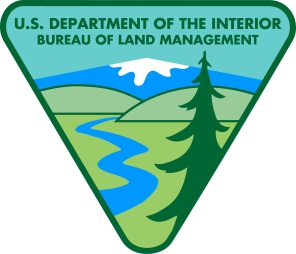 U.S. DEPARTMENT OF THE INTERIOR
BUREAU OF LAND MANAGEMENT